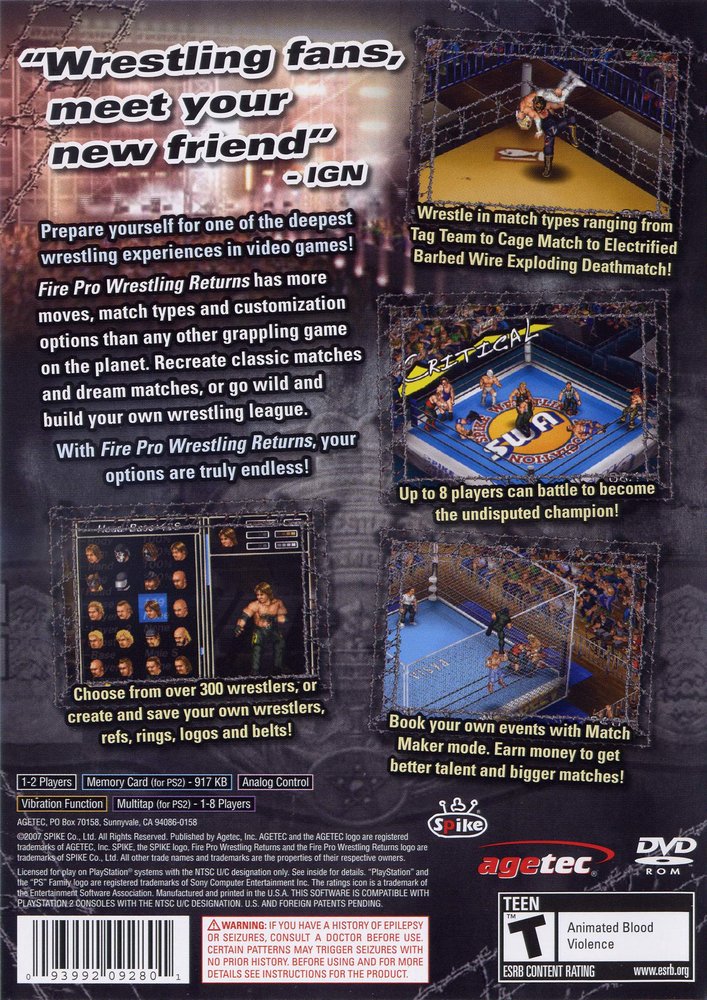 “Wrestling fans,
meet your
new friend”
- IGN
Prepare yourself for one of the deepest
wrestling experiences in video games!
Fire Pro Wrestling Returns has more
moves, match types and customization
options than any other grappling game
on the planet. Recreate classic matches
and dream matches, or go wild and
build your own wrestling league.
With Fire Pro Wrestling Returns, your
options are truly endless!
Wrestle in match types ranging from
Tag Team to Cage Match to Electrified
Barbed Wire Exploding Deathmatch!
CRITICAL
SWA
Up to 8 players can battle to become
the undisputed champion!
Choose from over 300 wrestlers, or
create and save your own wrestlers,
refs, rings, logos and belts!
Book your own events with Match
Maker mode. Earn money to get
better talent and bigger matches!
1-2 Players
Memory Card (for PS2) - 917 KB
Analog Control
Vibration Function
Multitap (for PS2) - 1-8 Players
AGETEC, PO Box 70158, Sunnyvale, CA 94086-0158
©2007 SPIKE Co., Ltd. All Rights Reserved. Published by Agetec, Inc. AGETEC and the AGETEC logo are registered
trademarks of AGETEC, Inc. SPIKE, the SPIKE logo, Fire Pro Wrestling Returns and the Fire Pro Wrestling Returns logo are
trademarks of SPIKE Co., Ltd. All other trade names and trademarks are the properties of their respective owners.
Licensed for play on PlayStation® systems with the NTSC U/C designation only. See inside for details. "PlayStation" and
the "PS" Family logo are registered trademarks of Sony Computer Entertainment Inc. The ratings icon is a trademark of
the Entertainment Software Association. Manufactured and printed in the U.S.A. THIS SOFTWARE IS COMPATIBLE WITH
PLAYSTATION 2 CONSOLES WITH THE NTSC U/C DESIGNATION. U.S. AND FOREIGN PATENTS PENDING.
Spike
agetec™
DVD
ROM
0 93992 09280 1
WARNING: IF YOU HAVE A HISTORY OF EPILEPSY
OR SEIZURES, CONSULT A DOCTOR BEFORE USE.
CERTAIN PATTERNS MAY TRIGGER SEIZURES WITH
NO PRIOR HISTORY. BEFORE USING AND FOR MORE
DETAILS SEE INSTRUCTIONS FOR THE PRODUCT.
TEEN
T™
Animated Blood
Violence
ESRB CONTENT RATING
www.esrb.org